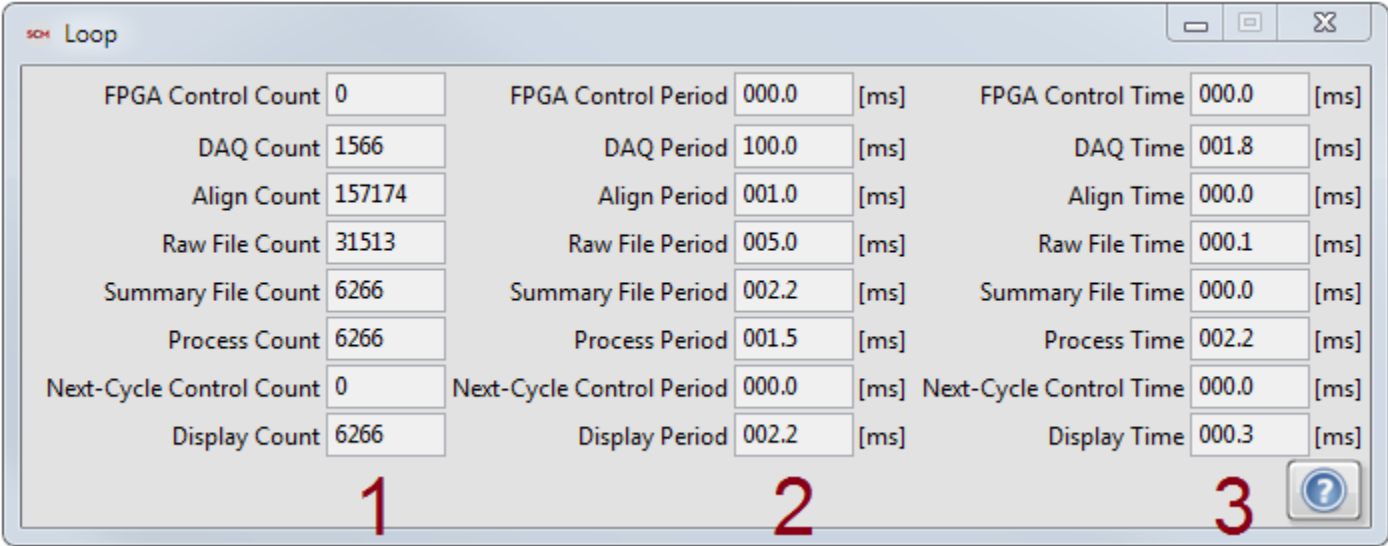 SCM Loop
FPGA Control Count 0 FPGA Control Period 000.0 [ms] FPGA Control Time 000.0 [ms]
DAQ Count 1566 DAQ Period 100.0 [ms] DAQ Time 001.8 [ms]
Align Count 157174 Align Period 001.0 [ms] Align Time 000.0 [ms]
Raw File Count 31513 Raw File Period 005.0 [ms] Raw File Time 000.1 [ms]
Summary File Count 6266 Summary File Period 002.2 [ms] Summary File Time 000.0 [ms]
Process Count 6266 Process Period 001.5 [ms] Process Time 002.2 [ms]
Next-Cycle Control Count 0 Next-Cycle Control Period 000.0 [ms] Next-Cycle Control Time 000.0 [ms]
Display Count 6266 Display Period 002.2 [ms] Display Time 000.3 [ms]
1 2 3 ?